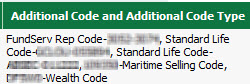 Additional Code and Additional Code Type
FundServ Rep Code- , Standard Life
Code- , Standard Life Code-
-Maritime Selling Code,
-Wealth Code